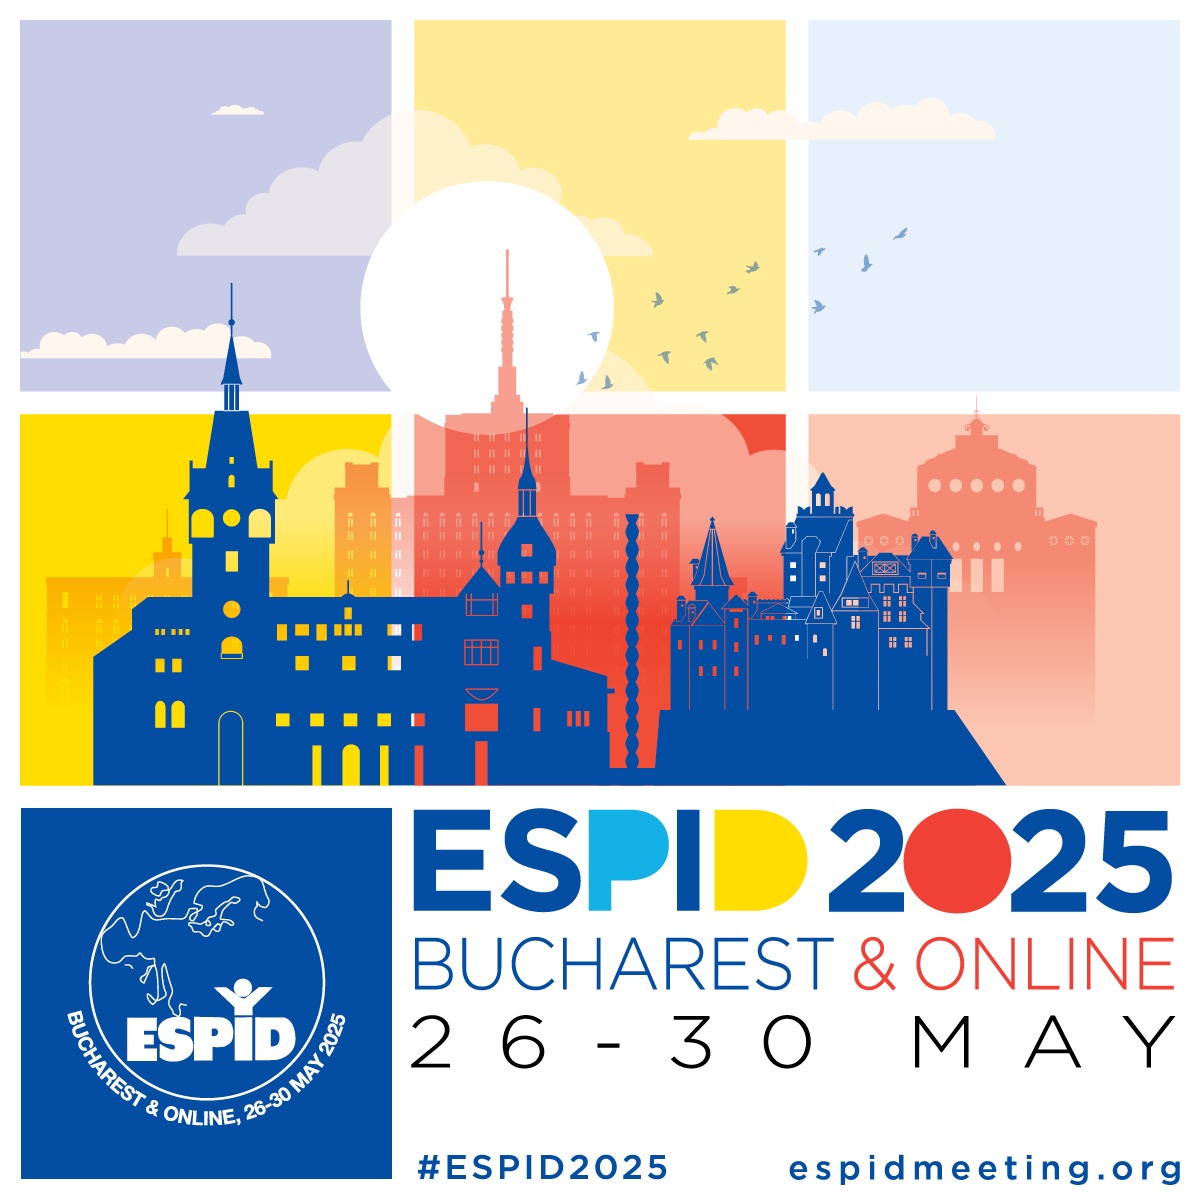 ESPID 2025
BUCHAREST & ONLINE
26-30 MAY
ESPID
BUCHAREST & ONLINE, 26-30 MAY 2025
#ESPID2025
espidmeeting.org